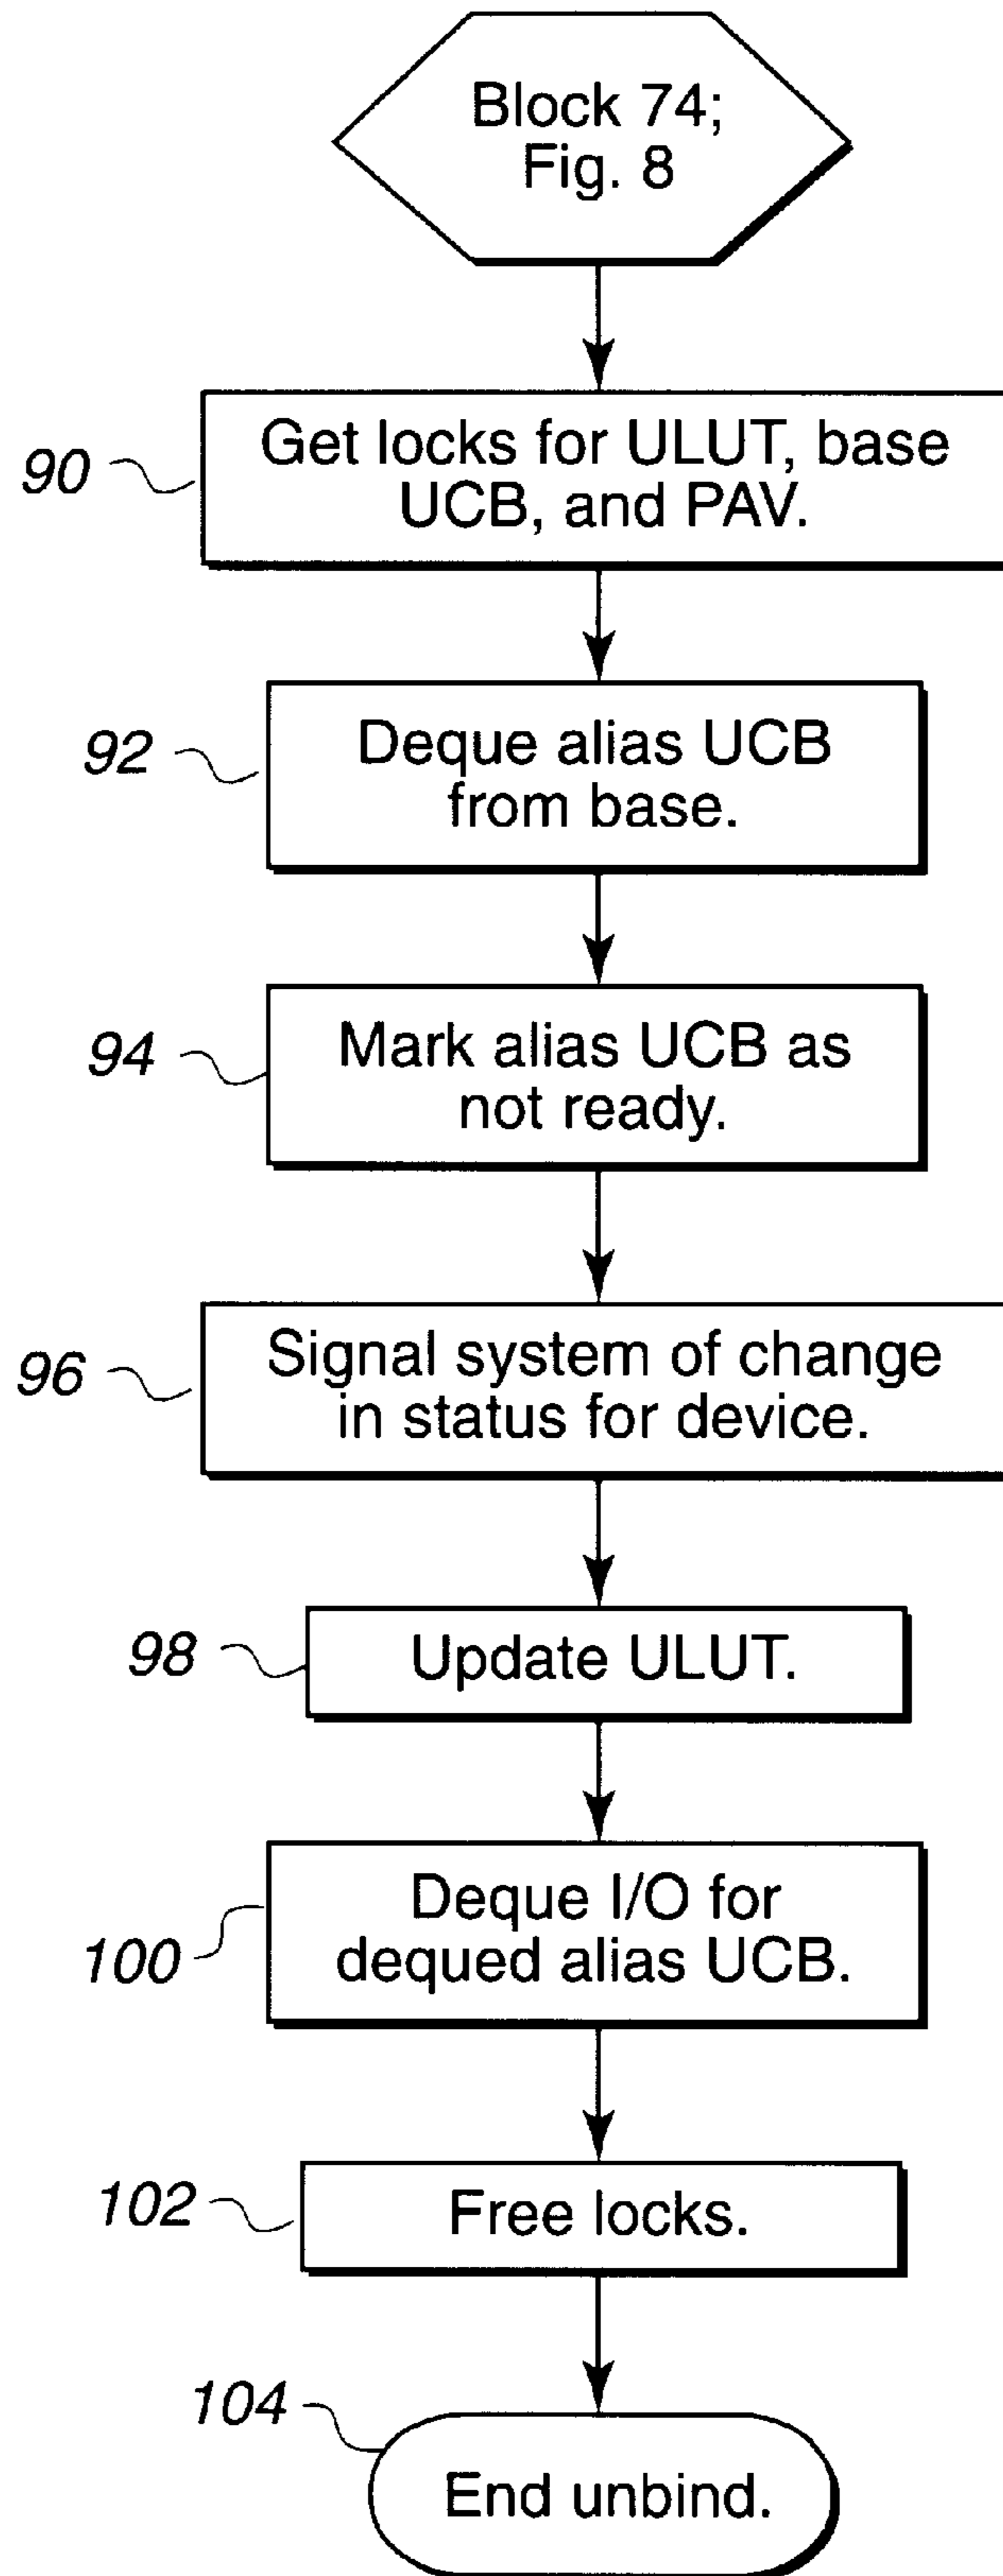 Block 74;
Fig. 8
90
Get locks for ULUT, base
UCB, and PAV.
92
Deque alias UCB
from base.
94
Mark alias UCB as
not ready.
96
Signal system of change
in status for device.
98
Update ULUT.
100
Deque I/O for
dequed alias UCB.
102
Free locks.
104
End unbind.